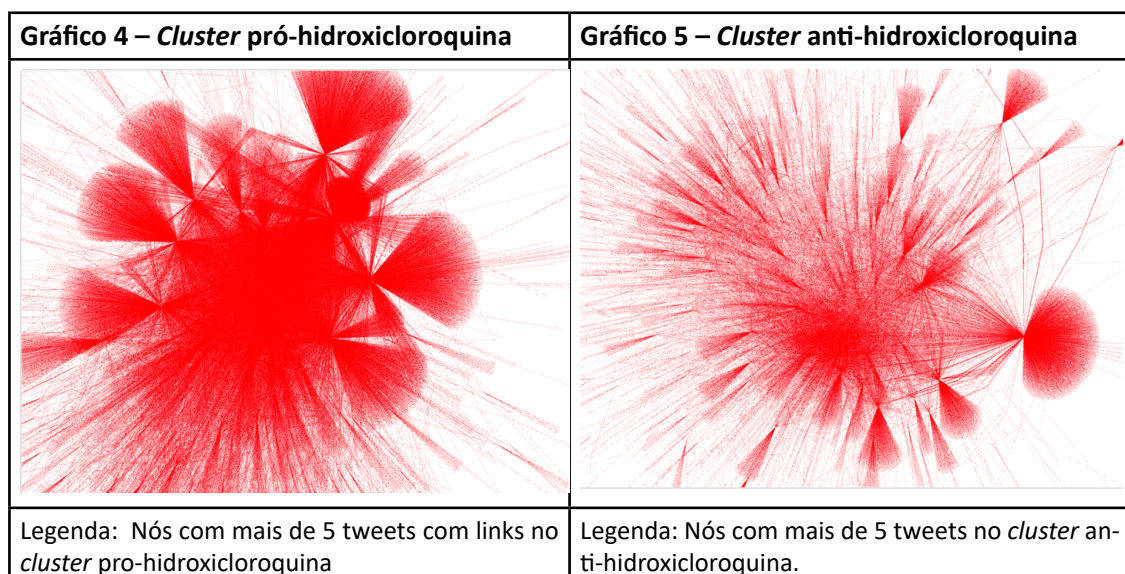 Gráfico 4 – Cluster pró-hidroxicloroquina
Gráfico 5 – Cluster anti-hidroxicloroquina
Legenda: Nós com mais de 5 tweets com links no
cluster pro-hidroxicloroquina
Legenda: Nós com mais de 5 tweets no cluster an-
ti-hidroxicloroquina.